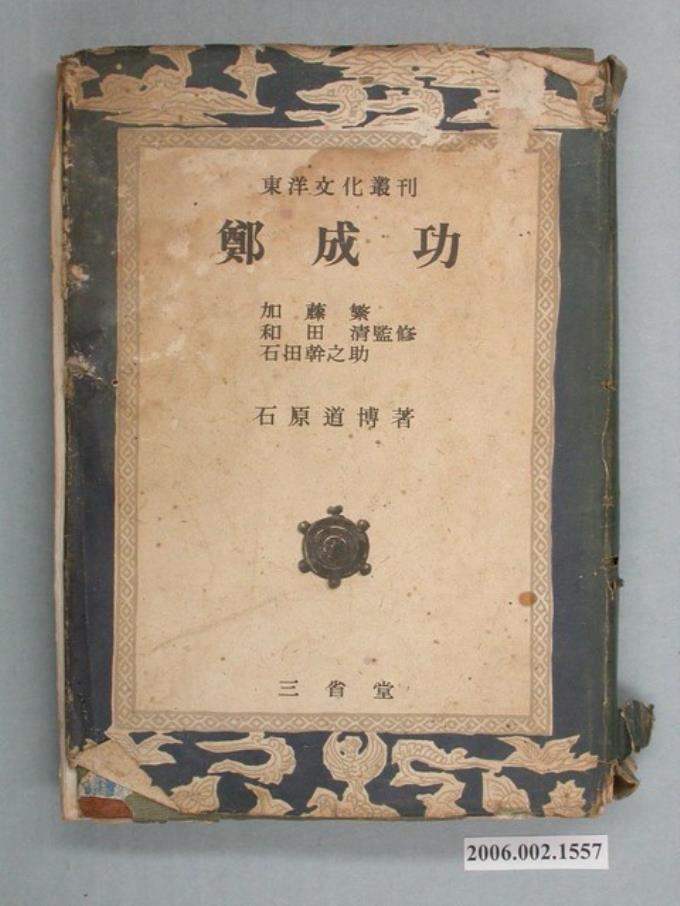 東洋文化叢刊
鄭成功
加藤繁
和田清監修
石田幹之助
石原道博著
三省堂
2006.002.1557